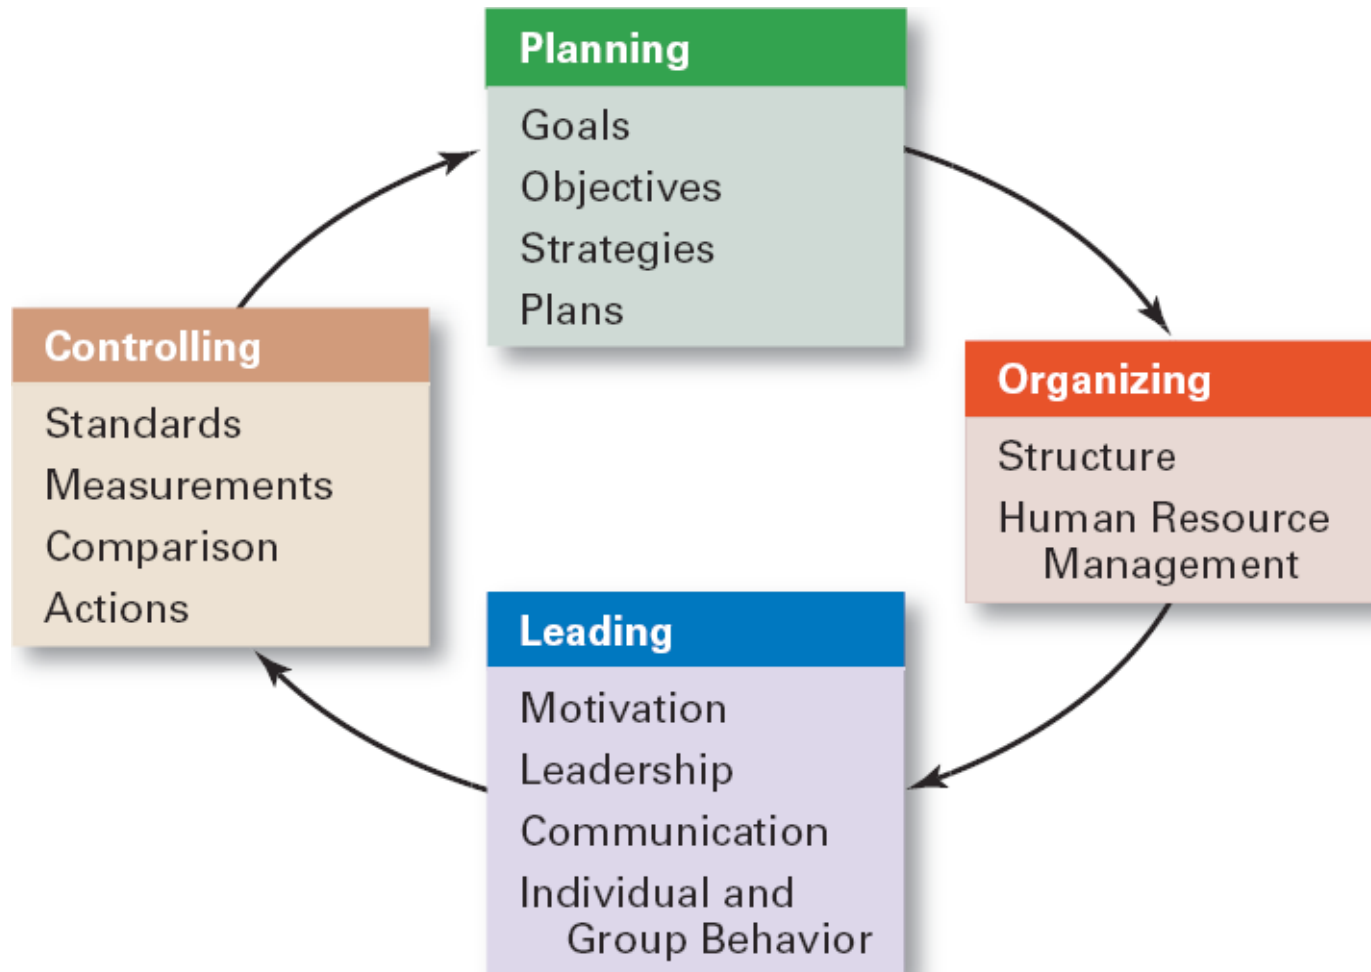 Planning
Goals
Objectives
Strategies
Plans
Organizing
Structure
Human Resource
Management
Leading
Motivation
Leadership
Communication
Individual and
Group Behavior
Controlling
Standards
Measurements
Comparison
Actions